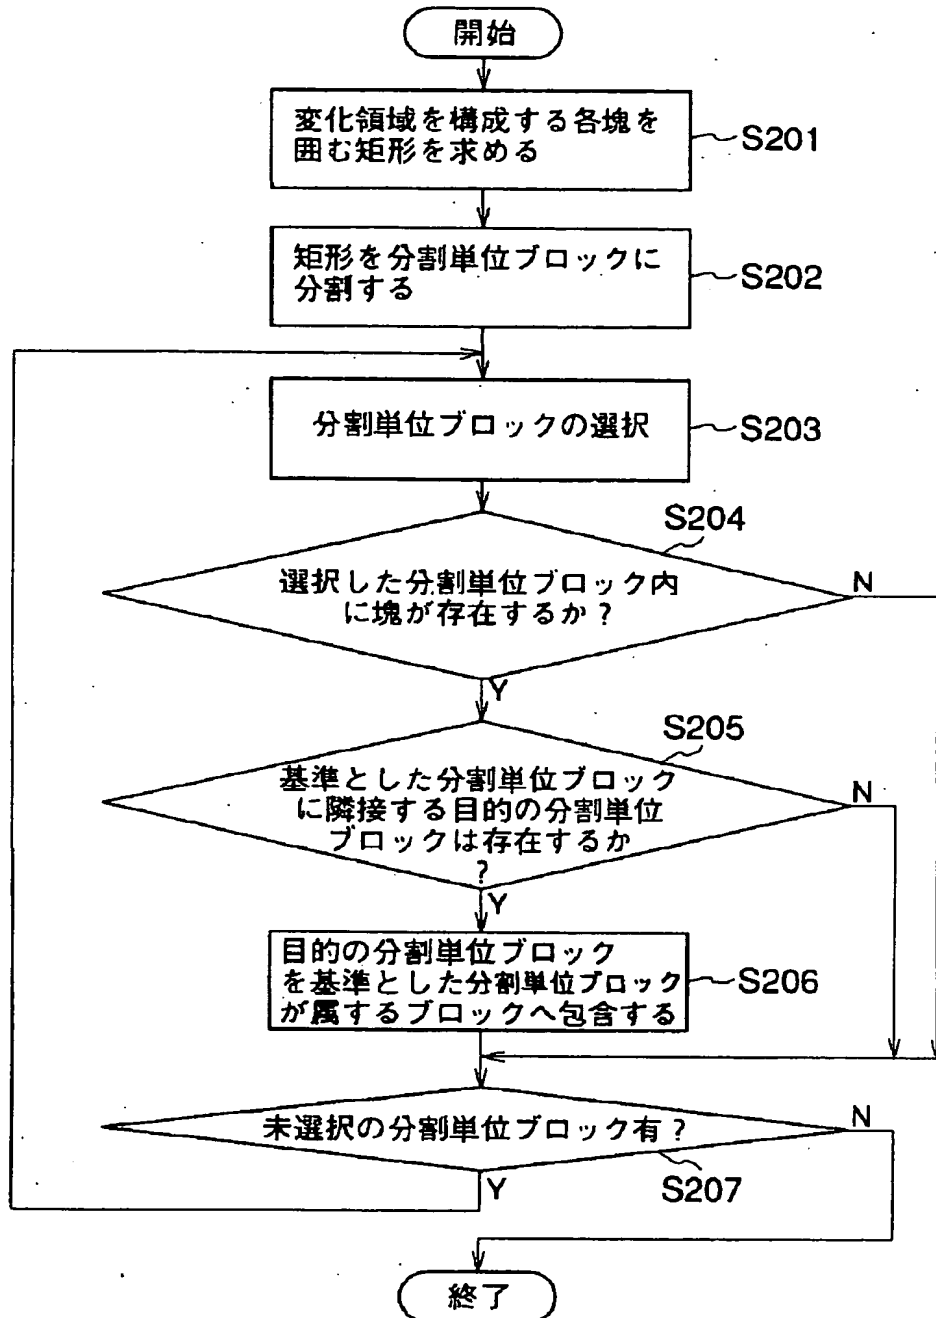 開始
変化領域を構成する各塊を
囲む矩形を求める
S201
矩形を分割単位ブロックに
分割する
S202
分割単位ブロックの選択
S203
S204
選択した分割単位ブロック内
に塊が存在するか?
N
Y
S205
基準とした分割単位ブロック
に隣接する目的の分割単位
ブロックは存在するか
?
N
Y
目的の分割単位ブロック
を基準とした分割単位ブロック
が属するブロックへ包含する
S206
未選択の分割単位ブロック有?
N
Y
S207
終了